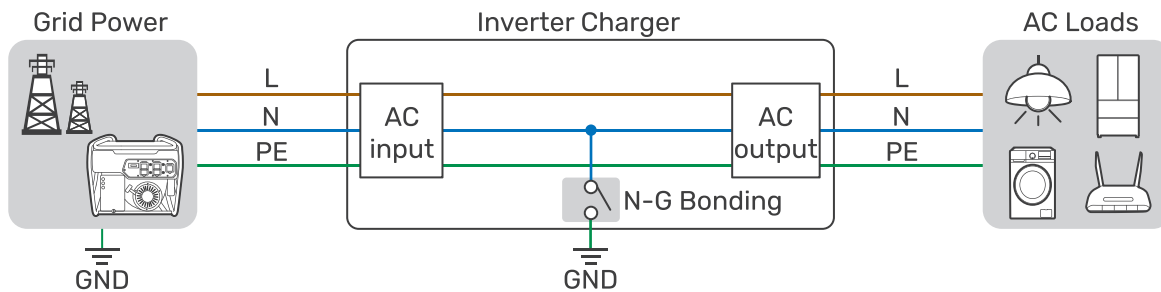 Grid Power
Inverter Charger
AC Loads
L
N
PE
AC
input
AC
output
L
N
PE
N-G Bonding
GND
GND